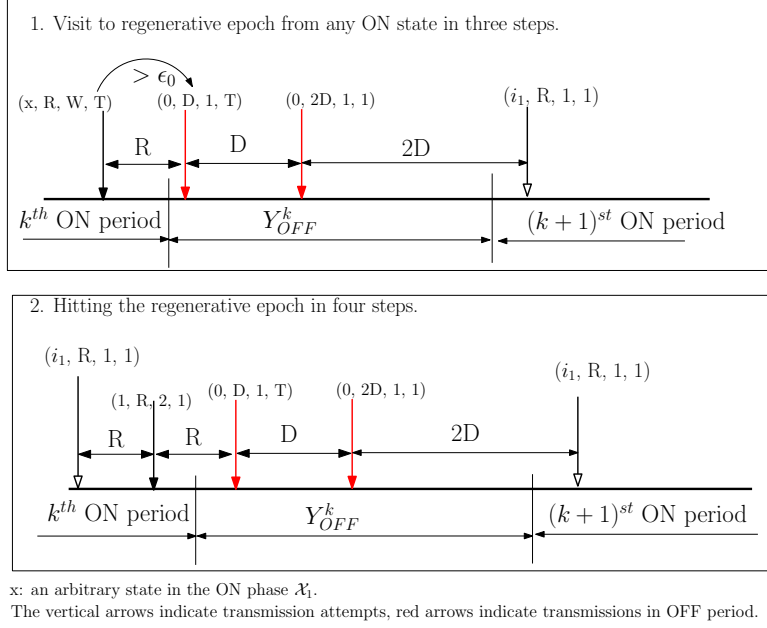 1. Visit to regenerative epoch from any ON state in three steps.
> ϵ₀
(x, R, W, T) (0, D, 1, T) (0, 2D, 1, 1) (i₁, R, 1, 1)
R D 2D
kᵗʰ ON period Yᵏ_OFF (k + 1)ˢᵗ ON period
2. Hitting the regenerative epoch in four steps.
(i₁, R, 1, 1) (i₁, R, 1, 1)
(1, R, 2, 1) (0, D, 1, T) (0, 2D, 1, 1)
R R D 2D
kᵗʰ ON period Yᵏ_OFF (k + 1)ˢᵗ ON period
x: an arbitrary state in the ON phase 𝒳₁.
The vertical arrows indicate transmission attempts, red arrows indicate transmissions in OFF period.